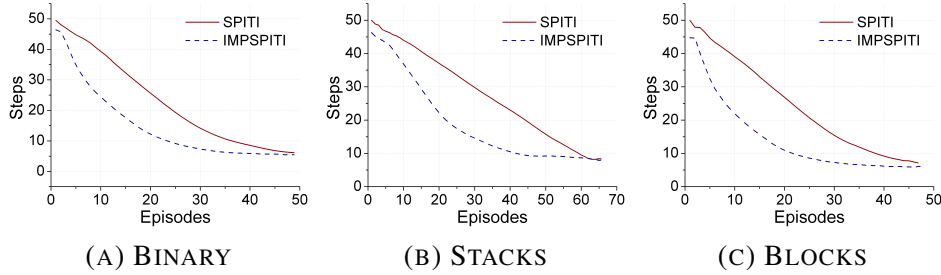 SPITI
IMPSPITI
Steps
50
40
30
20
10
0
0 10 20 30 40 50
Episodes
(A) BINARY
SPITI
IMPSPITI
Steps
50
40
30
20
10
0
0 10 20 30 40 50 60 70
Episodes
(B) STACKS
SPITI
IMPSPITI
Steps
50
40
30
20
10
0
0 10 20 30 40 50
Episodes
(C) BLOCKS